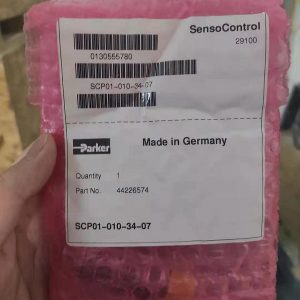 SensoControl
29100
0130555780
SCP01-010-34-07
Parker
Made in Germany
Quantity 1
Part No. 44226574
SCP01-010-34-07